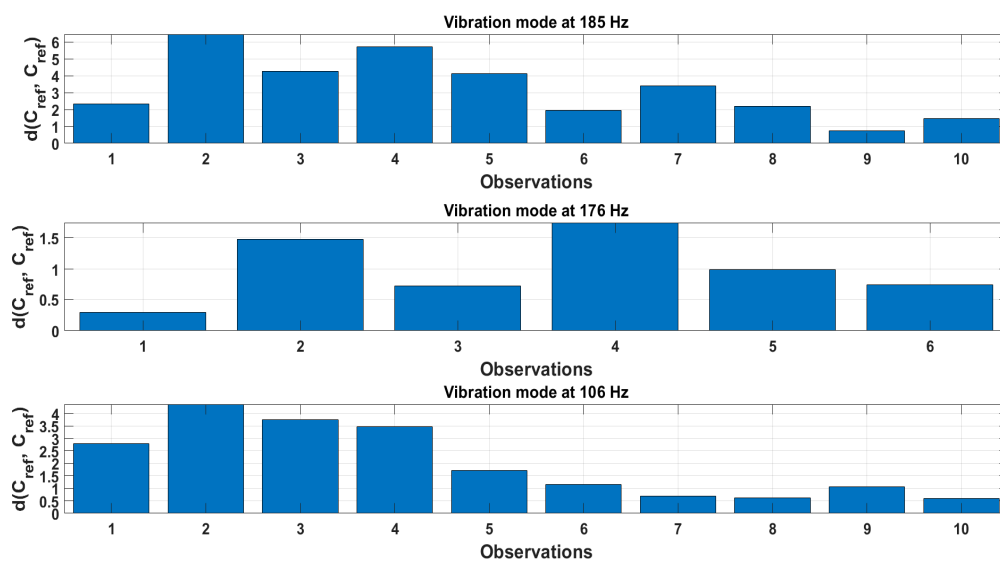 Vibration mode at 185 Hz
d(C_ref, C_ref)
6
5
4
3
2
1
0
1 2 3 4 5 6 7 8 9 10
Observations
Vibration mode at 176 Hz
d(C_ref, C_ref)
1.5
1
0.5
0
1 2 3 4 5 6
Observations
Vibration mode at 106 Hz
d(C_ref, C_ref)
4
3.5
3
2.5
2
1.5
1
0.5
0
1 2 3 4 5 6 7 8 9 10
Observations